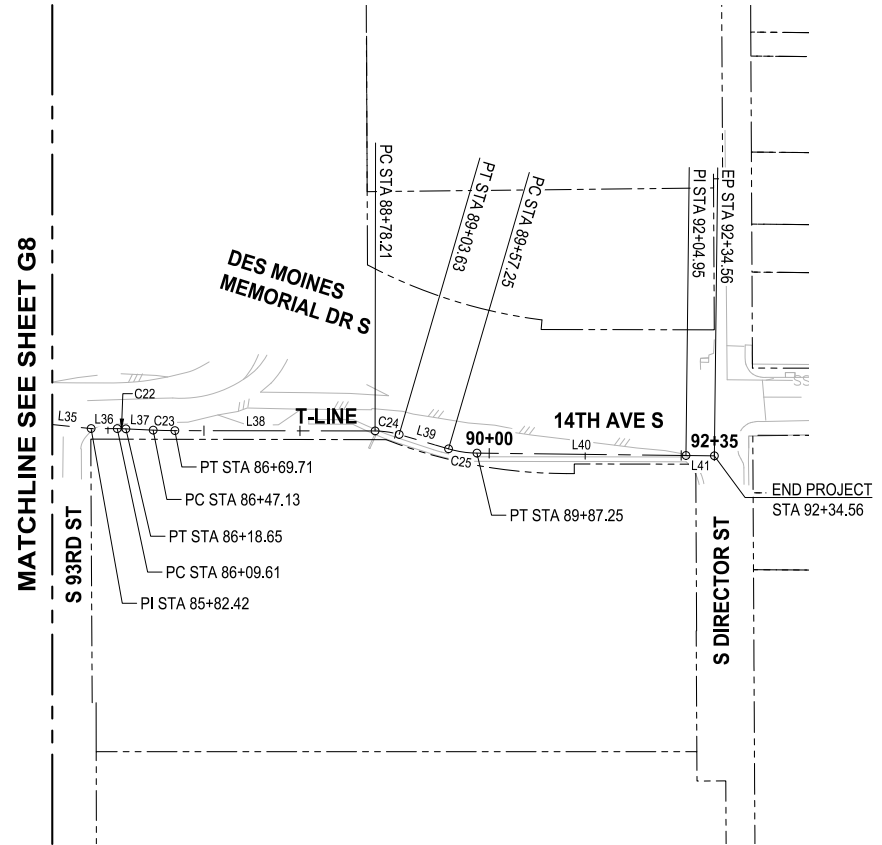 MATCHLINE SEE SHEET G8
S 93RD ST
DES MOINES
MEMORIAL DR S
PC STA 88+78.21
PT STA 89+03.63
PC STA 89+57.25
PI STA 92+04.95
EP STA 92+34.56
L35
L36
C22
L37
C23
L38
T-LINE
C24
L39
C25
90+00
14TH AVE S
L40
92+35
L41
SS
PT STA 86+69.71
PC STA 86+47.13
PT STA 86+18.65
PC STA 86+09.61
PI STA 85+82.42
PT STA 89+87.25
END PROJECT
STA 92+34.56
S DIRECTOR ST